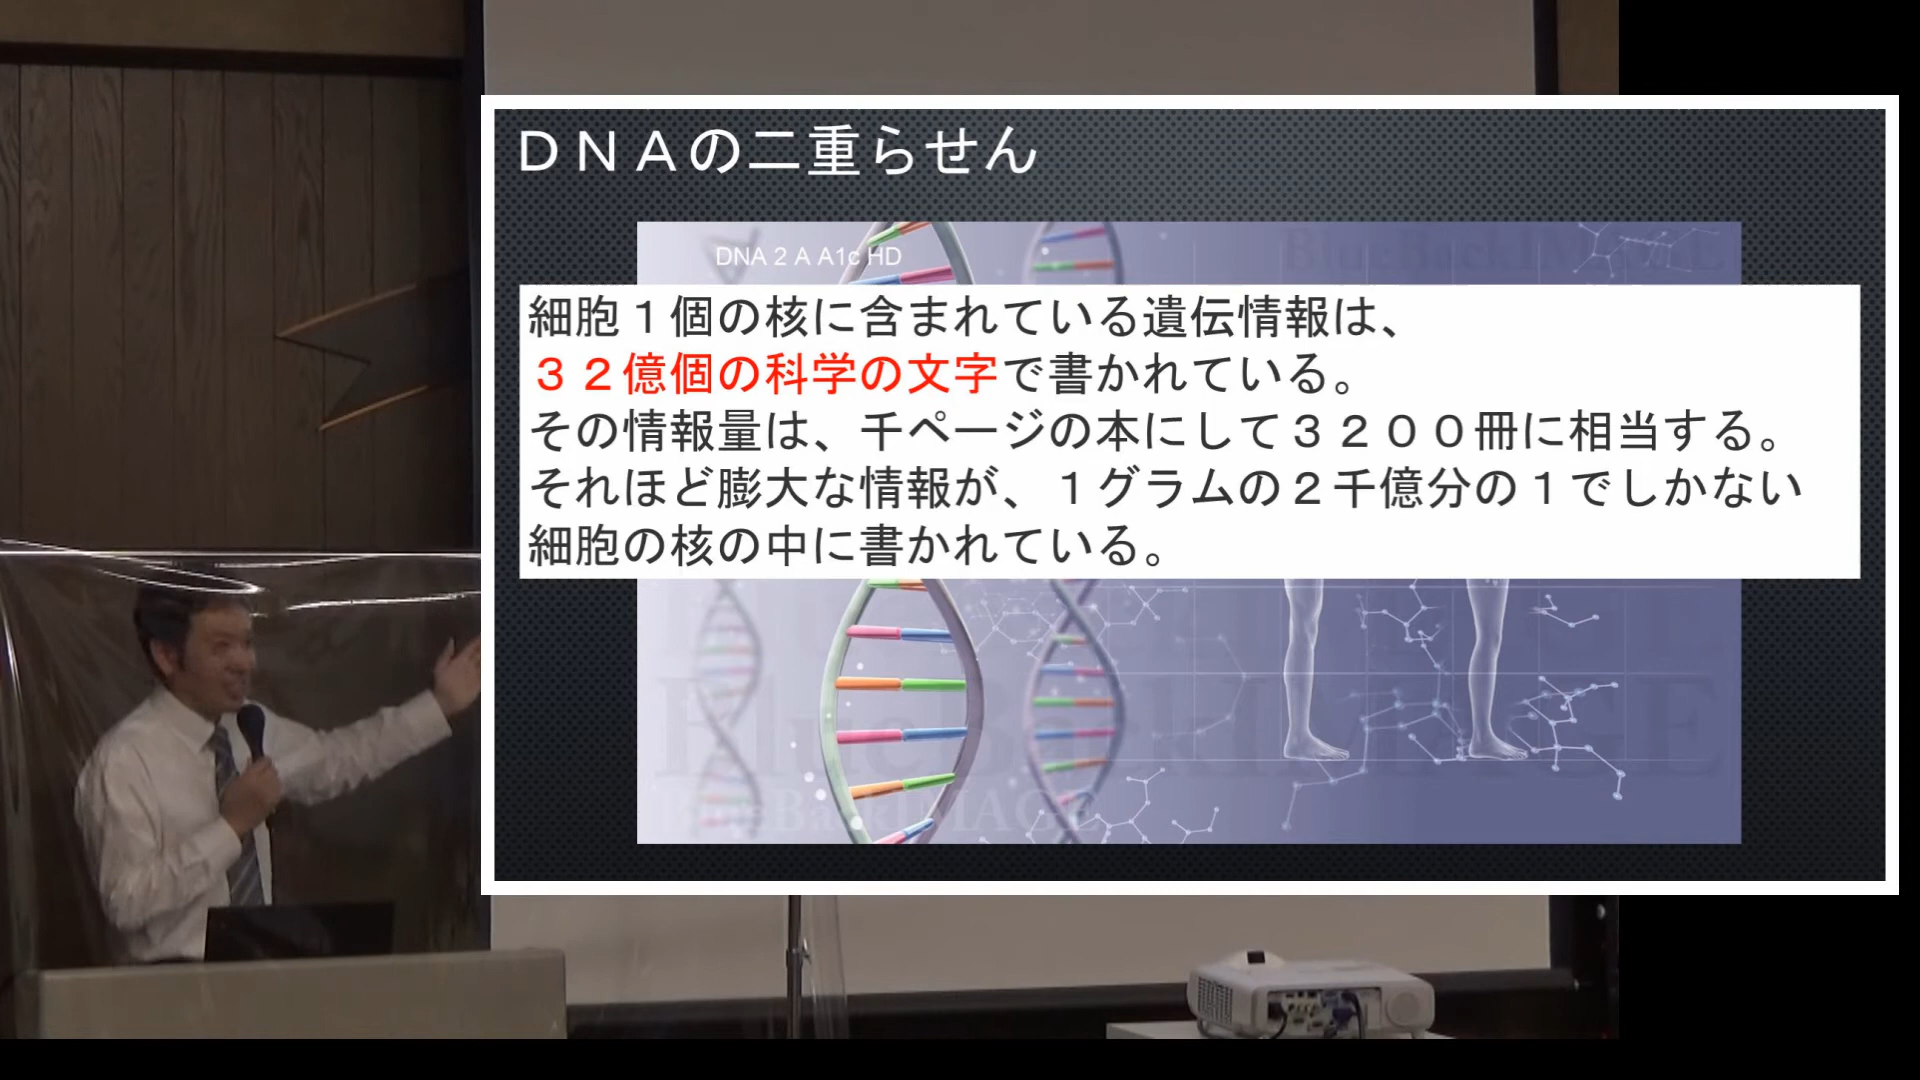 ＤＮＡの二重らせん
DNA 2 A A1c HD
BlueBackIMAGE
細胞１個の核に含まれている遺伝情報は、
３２億個の科学の文字で書かれている。
その情報量は、千ページの本にして３２００冊に相当する。
それほど膨大な情報が、１グラムの２千億分の１でしかない
細胞の核の中に書かれている。
BlueBackIMAGE
BlueBackIMAGE